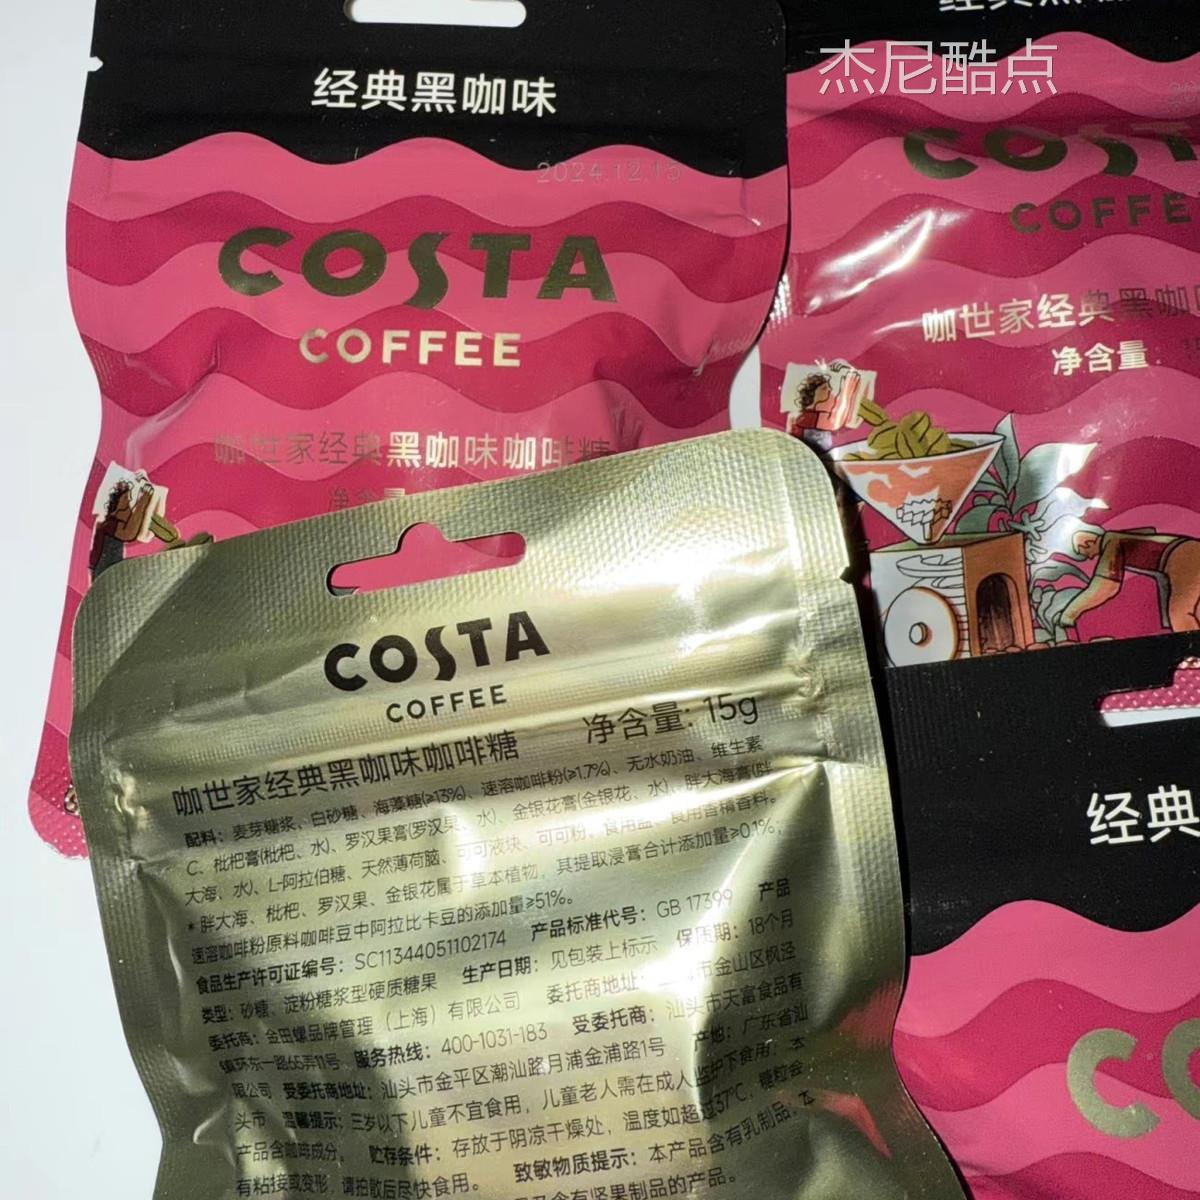 经典黑咖味
2024.12.15
COSTA
COFFEE
咖世家经典黑咖味咖啡糖
净含量
杰尼酷点
COSTA
COFFEE
咖世家经典黑咖
净含量
COSTA
COFFEE
净含量: 15g
咖世家经典黑咖味咖啡糖
配料: 麦芽糖浆、白砂糖、海藻糖(≥13%)、速溶咖啡粉(≥1.7%)、无水奶油、维生素
C、枇杷膏(枇杷、水)、罗汉果膏(罗汉果、水)、金银花膏(金银花、水)、胖大海膏(胖
大海、水)、L-阿拉伯糖、天然薄荷脑、可可液块、可可粉、食用盐、食用香精香料。
* 胖大海、枇杷、罗汉果、金银花属于草本植物，其提取浸膏合计添加量≥0.1%，
速溶咖啡粉原料咖啡豆中阿拉比卡豆的添加量≥51%。
食品生产许可证编号: SC11344051102174 产品标准代号: GB 17399 产品
类型: 砂糖、淀粉糖浆型硬质糖果 生产日期: 见包装上标示 保质期: 18个月
委托商: 金田螺品牌管理（上海）有限公司 委托商地址: 市金山区枫泾
镇环东一路65弄11号 服务热线: 400-1031-183 受委托商: 汕头市天富食品有
限公司 受委托商地址: 汕头市金平区潮汕路月浦金浦路1号 产地: 广东省汕
头市 温馨提示: 三岁以下儿童不宜食用，儿童老人需在成人监护下食用; 本
产品含咖啡成分。 贮存条件: 存放于阴凉干燥处，温度如超过37℃，糖粒会
有粘接或变形，请拍散后尽快食用。 致敏物质提示: 本产品含有乳制品，本
含有坚果制品的产品。
经典